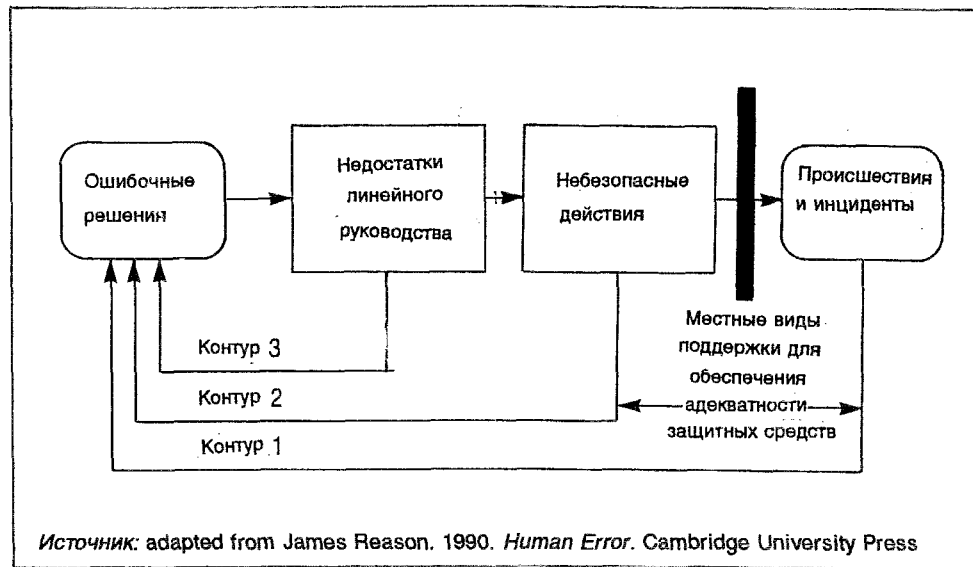 Ошибочные
решения
Недостатки
линейного
руководства
Небезопасные
действия
Происшествия
и инциденты
Местные виды
поддержки для
обеспечения
адекватности
защитных средств
Контур 3
Контур 2
Контур 1
Источник: adapted from James Reason. 1990. Human Error. Cambridge University Press